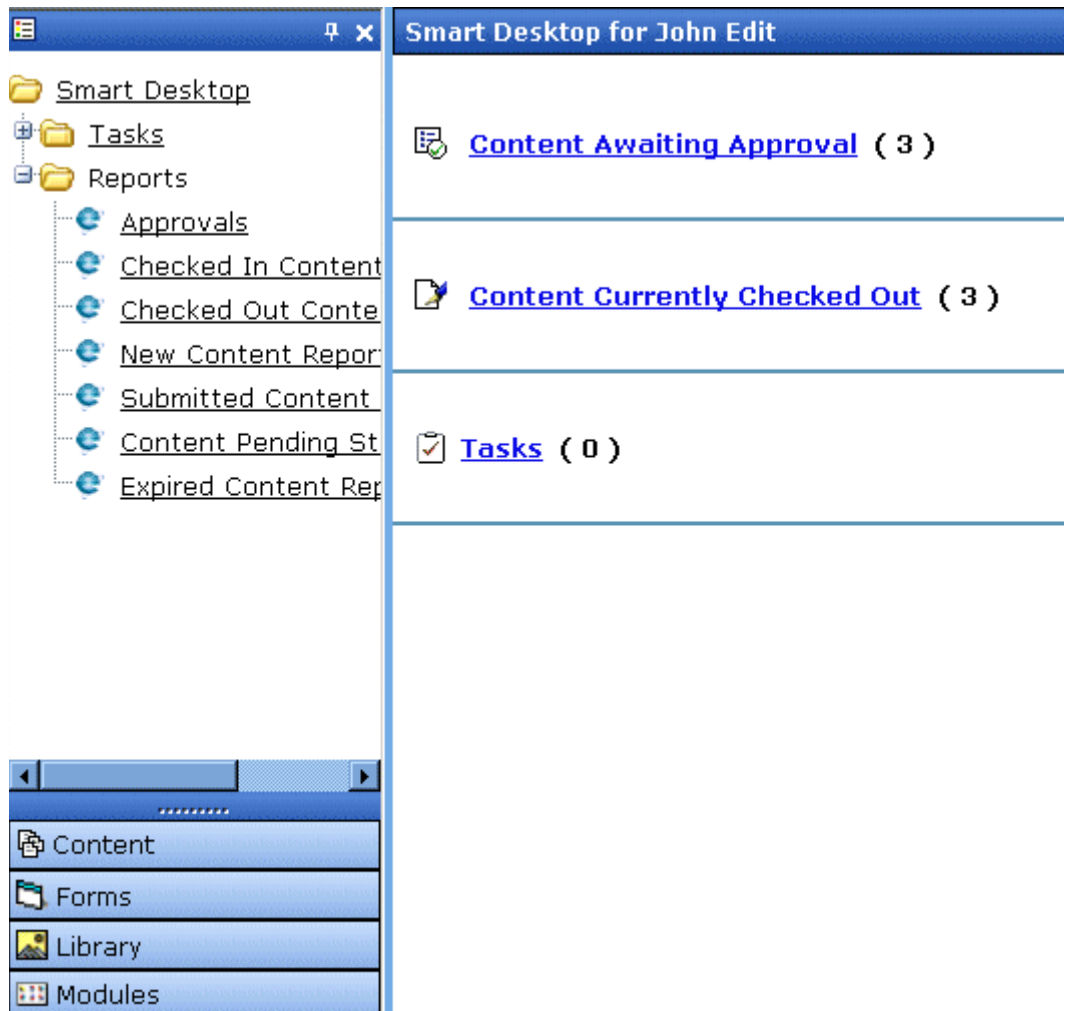 Smart Desktop
Tasks
Reports
Approvals
Checked In Content
Checked Out Conte
New Content Repor
Submitted Content
Content Pending St
Expired Content Rep
Content
Forms
Library
Modules
Smart Desktop for John Edit
Content Awaiting Approval ( 3 )
Content Currently Checked Out ( 3 )
Tasks ( 0 )